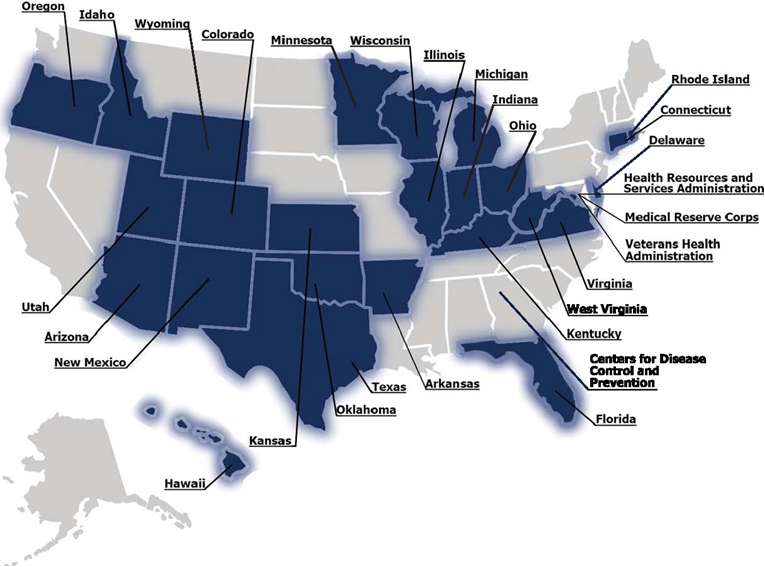 Oregon
Idaho
Wyoming
Colorado
Minnesota
Wisconsin
Illinois
Michigan
Indiana
Ohio
Rhode Island
Connecticut
Delaware
Health Resources and
Services Administration
Medical Reserve Corps
Veterans Health
Administration
Virginia
West Virginia
Kentucky
Centers for Disease
Control and
Prevention
Florida
Utah
Arizona
New Mexico
Texas
Arkansas
Oklahoma
Kansas
Hawaii